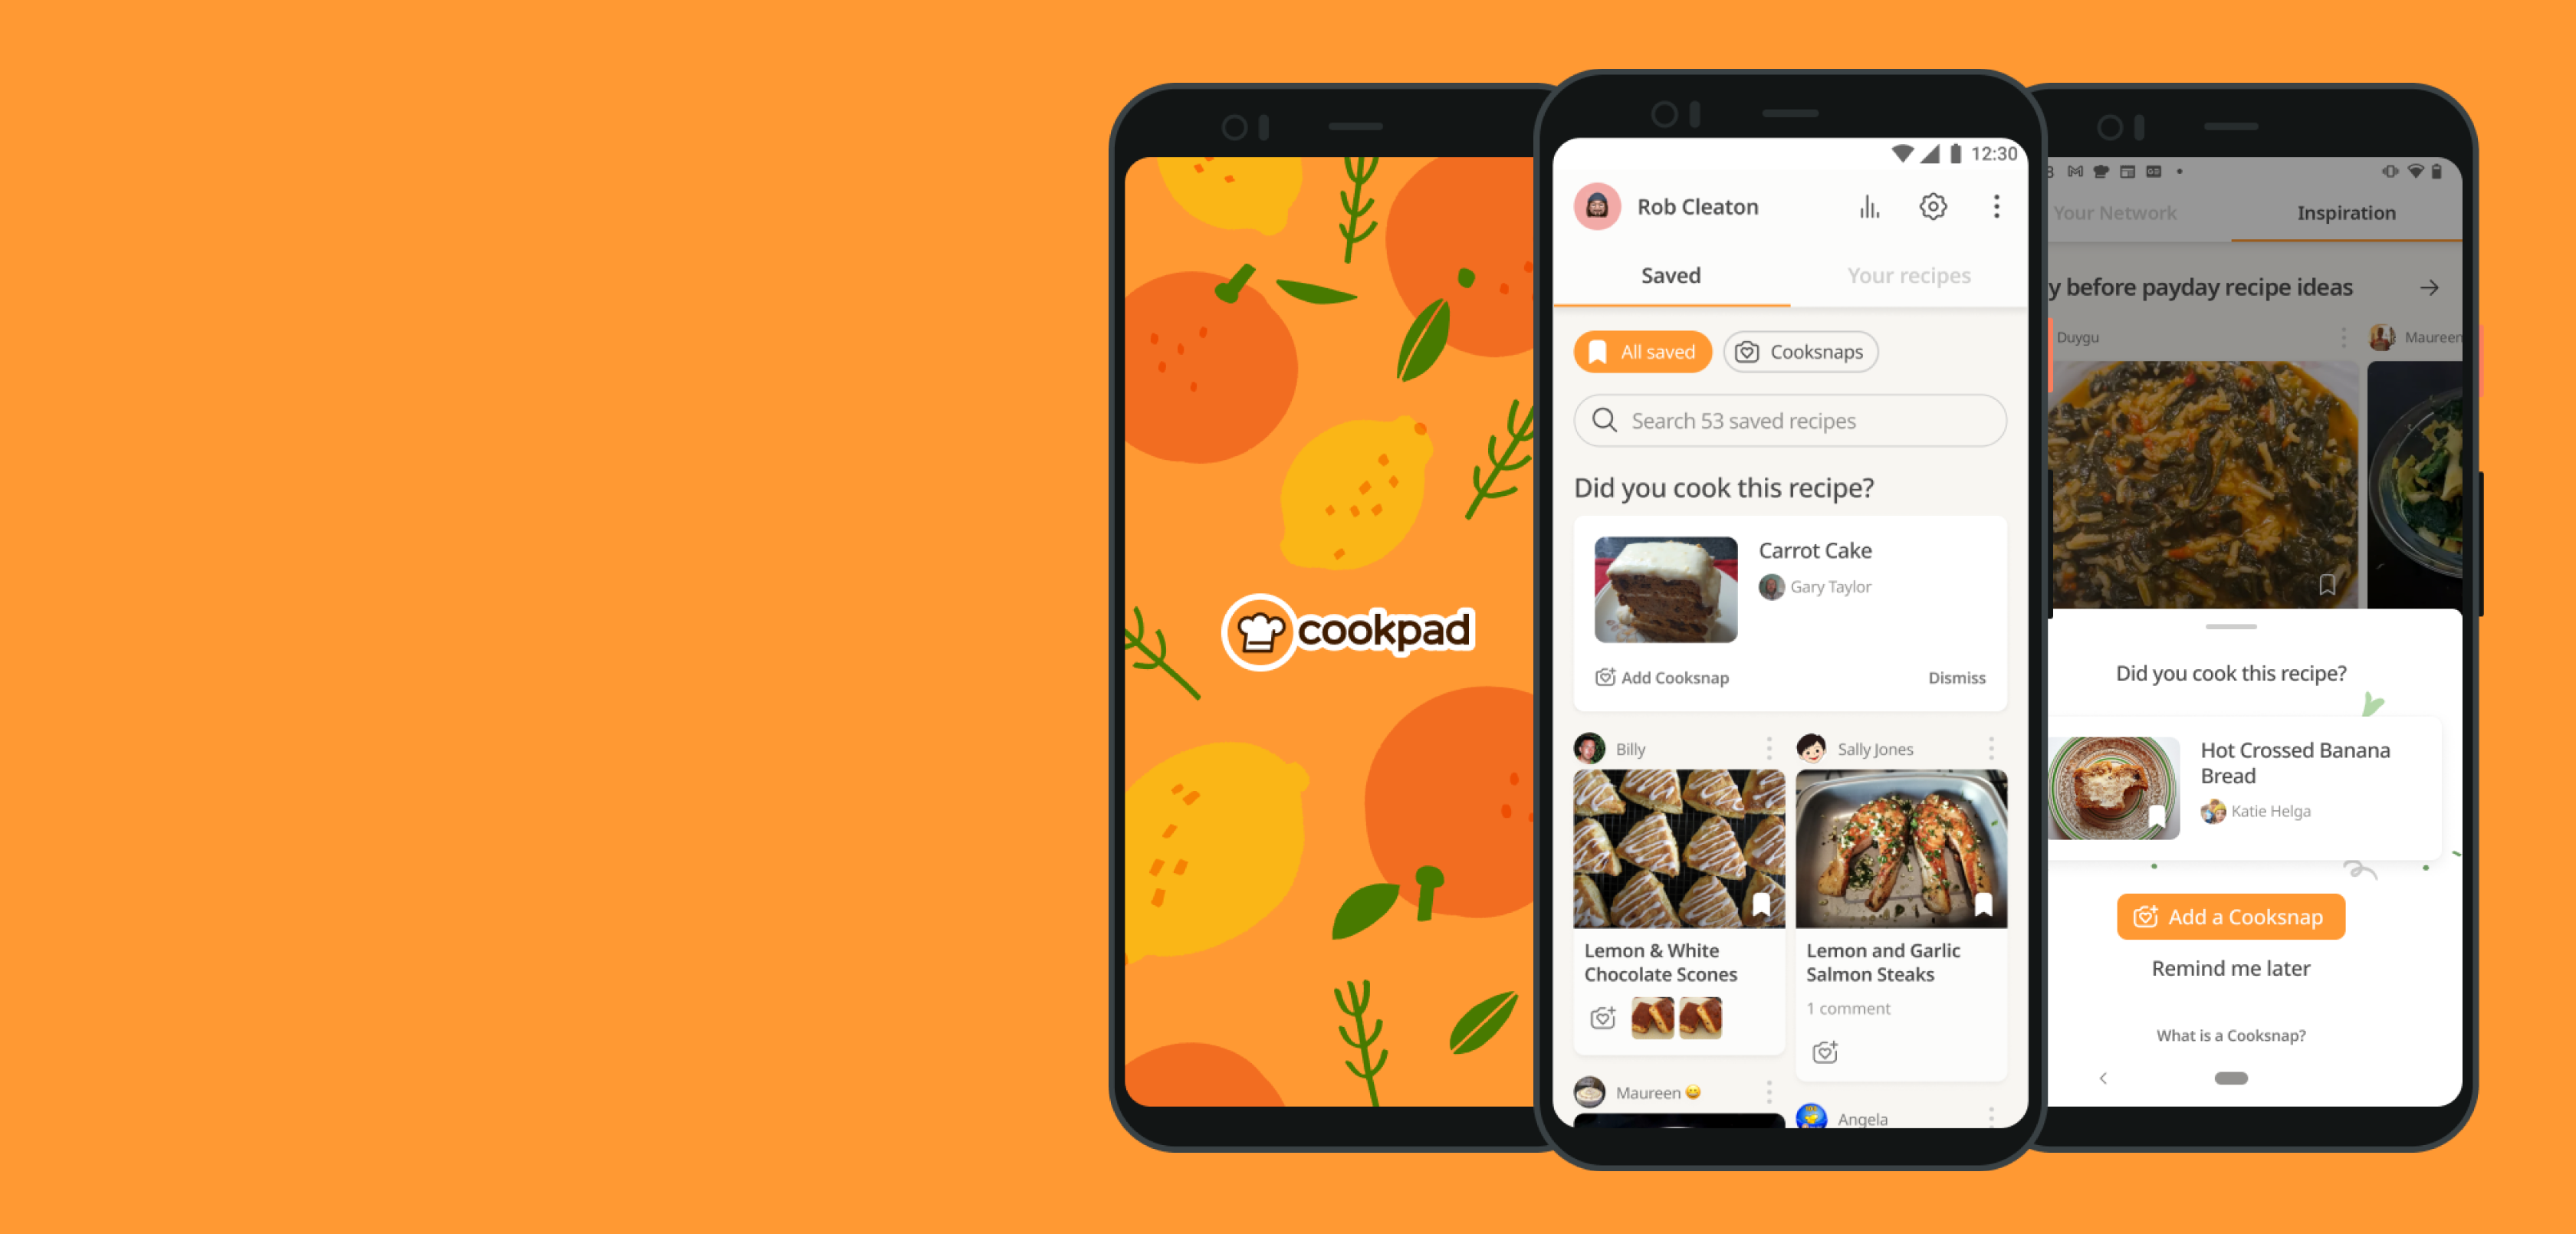 cookpad
12:30
Rob Cleaton
Saved
Your recipes
All saved
Cooksnaps
Search 53 saved recipes
Did you cook this recipe?
Carrot Cake
Gary Taylor
Add Cooksnap
Dismiss
Billy
Lemon & White
Chocolate Scones
Sally Jones
Lemon and Garlic
Salmon Steaks
1 comment
Maureen
Angela
Your Network
Inspiration
y before payday recipe ideas
Duygu
Maureen
Did you cook this recipe?
Hot Crossed Banana
Bread
Katie Helga
Add a Cooksnap
Remind me later
What is a Cooksnap?